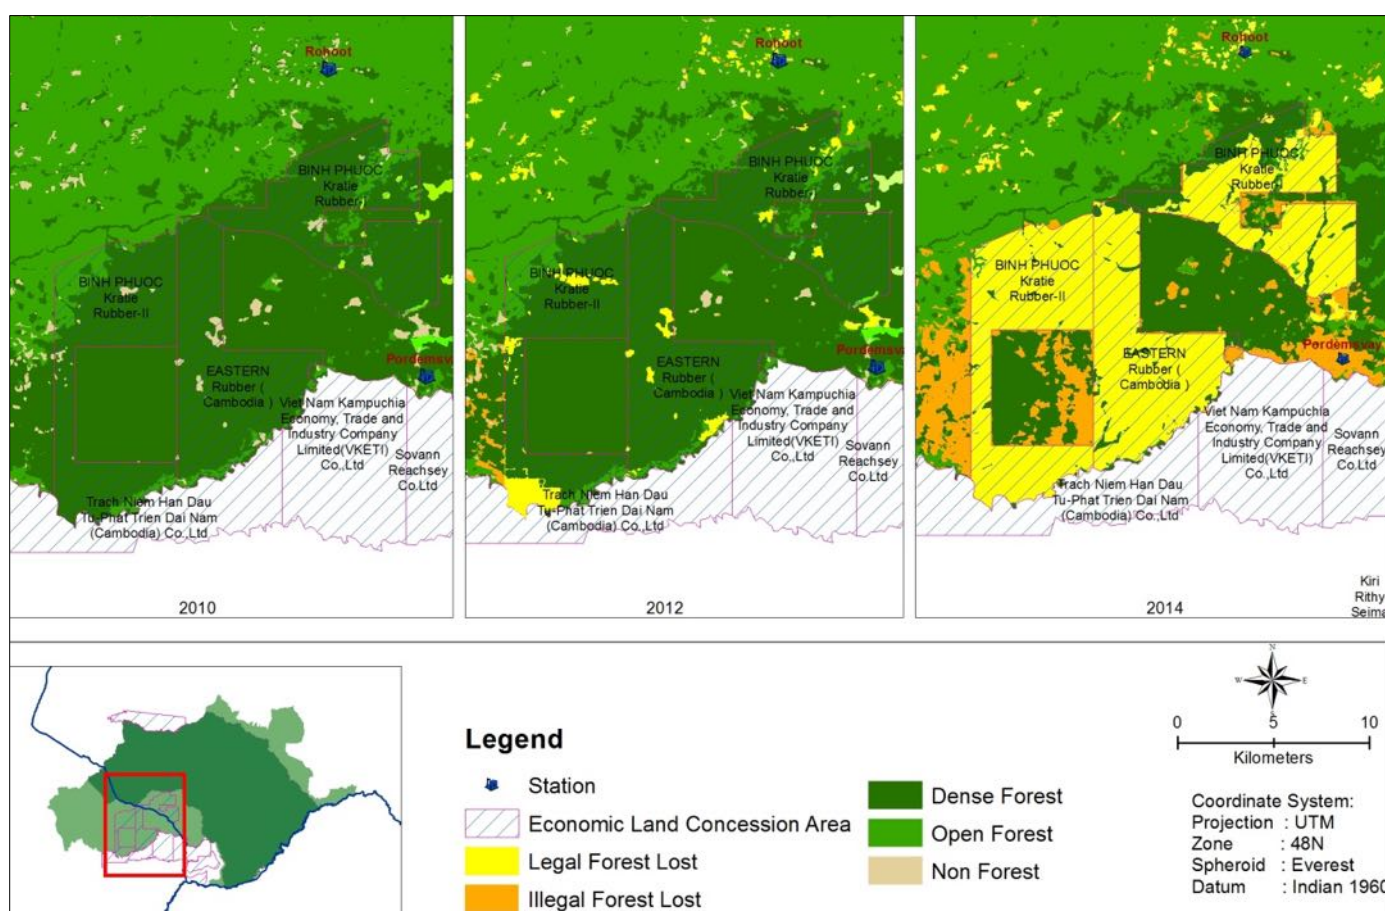 Rohoot
BINH PHUOC
Kratie
Rubber-I
BINH PHUOC
Kratie
Rubber-II
Pordemsvay
EASTERN
Rubber (
Cambodia )
Viet Nam Kampuchia
Economy, Trade and
Industry Company
Limited(VKETI)
Co.,Ltd
Sovann
Reachsey
Co.Ltd
Trach Niem Han Dau
Tu-Phat Trien Dai Nam
(Cambodia) Co.,Ltd
2010
Rohoot
BINH PHUOC
Kratie
Rubber-I
BINH PHUOC
Kratie
Rubber-II
Pordemsvay
EASTERN
Rubber (
Cambodia )
Viet Nam Kampuchia
Economy, Trade and
Industry Company
Limited(VKETI)
Co.,Ltd
Sovann
Reachsey
Co.Ltd
Trach Niem Han Dau
Tu-Phat Trien Dai Nam
(Cambodia) Co.,Ltd
2012
Rohoot
BINH PHUOC
Kratie
Rubber-I
BINH PHUOC
Kratie
Rubber-II
Pordemsvay
EASTERN
Rubber (
Cambodia )
Viet Nam Kampuchia
Economy, Trade and
Industry Company
Limited(VKETI)
Co.,Ltd
Sovann
Reachsey
Co.Ltd
Trach Niem Han Dau
Tu-Phat Trien Dai Nam
(Cambodia) Co.,Ltd
Kiri
Rithy
Seima
2014
Legend
Station
Economic Land Concession Area
Legal Forest Lost
Illegal Forest Lost
Dense Forest
Open Forest
Non Forest
N
W
E
S
0 5 10
Kilometers
Coordinate System:
Projection : UTM
Zone : 48N
Spheroid : Everest
Datum : Indian 1960